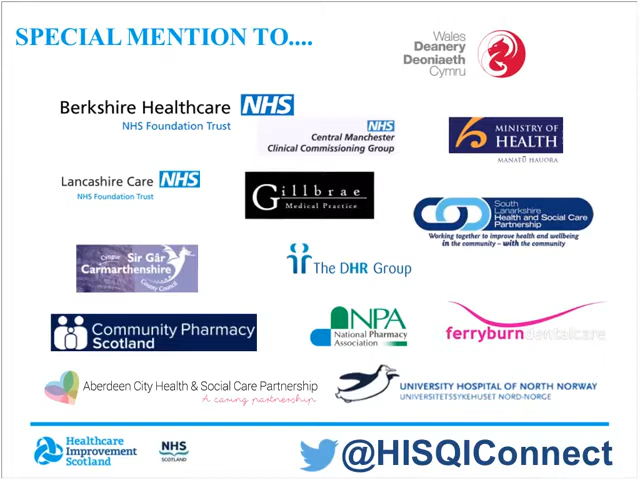 SPECIAL MENTION TO....
Wales
Deanery
Deoniaeth
Cymru
Berkshire Healthcare NHS
NHS Foundation Trust
NHS
Central Manchester
Clinical Commissioning Group
MINISTRY OF
HEALTH
MANATŪ HAUORA
Lancashire Care NHS
NHS Foundation Trust
Gillbrae
Medical Practice
South
Lanarkshire
Health and Social Care
Partnership
Working together to improve health and wellbeing
in the community – with the community
Cyngor
Sir Gâr
Carmarthenshire
County Council
The DHR Group
Community Pharmacy
Scotland
NPA
National Pharmacy
Association
ferryburndentalcare
Aberdeen City Health & Social Care Partnership
A caring partnership
UNIVERSITY HOSPITAL OF NORTH NORWAY
UNIVERSITETSSYKEHUSET NORD-NORGE
Healthcare
Improvement
Scotland
NHS
SCOTLAND
@HISQIConnect